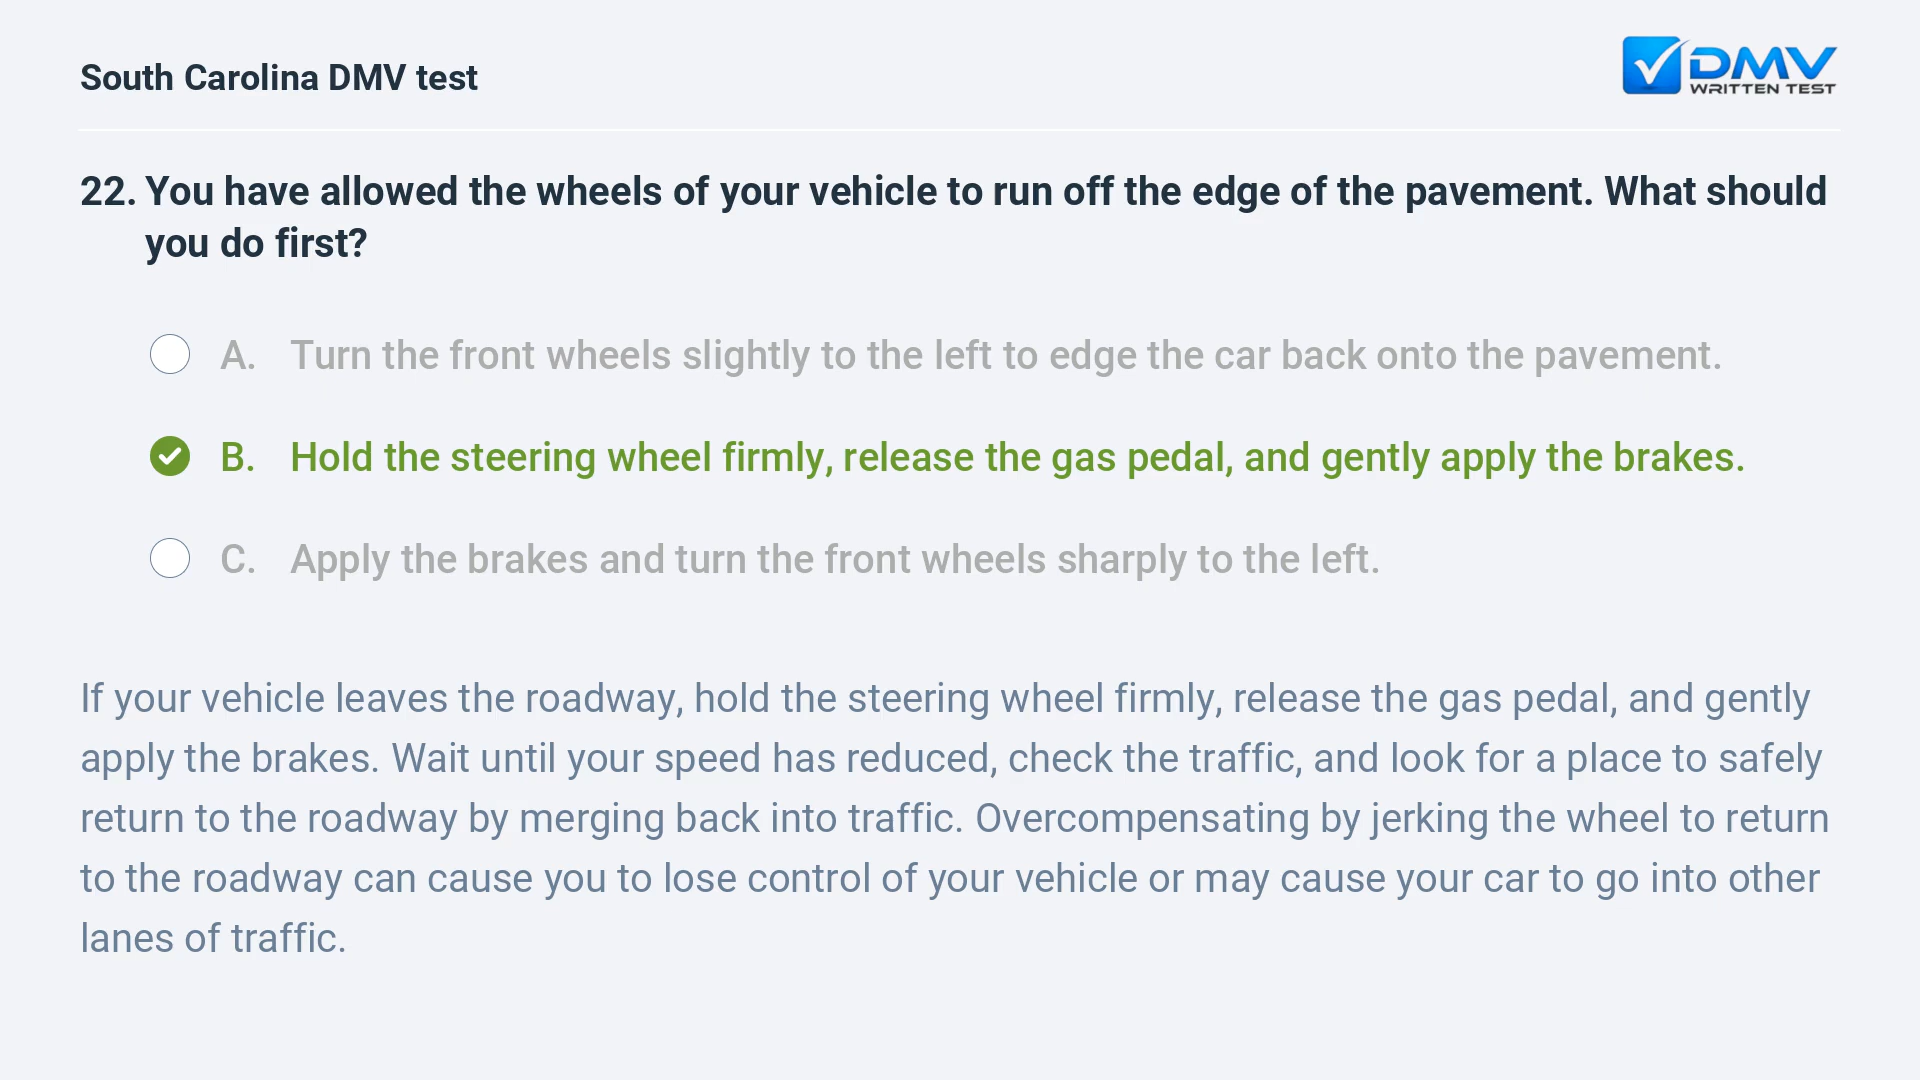 South Carolina DMV test
DMV
WRITTEN TEST
22. You have allowed the wheels of your vehicle to run off the edge of the pavement. What should
you do first?
A. Turn the front wheels slightly to the left to edge the car back onto the pavement.
B. Hold the steering wheel firmly, release the gas pedal, and gently apply the brakes.
C. Apply the brakes and turn the front wheels sharply to the left.
If your vehicle leaves the roadway, hold the steering wheel firmly, release the gas pedal, and gently
apply the brakes. Wait until your speed has reduced, check the traffic, and look for a place to safely
return to the roadway by merging back into traffic. Overcompensating by jerking the wheel to return
to the roadway can cause you to lose control of your vehicle or may cause your car to go into other
lanes of traffic.